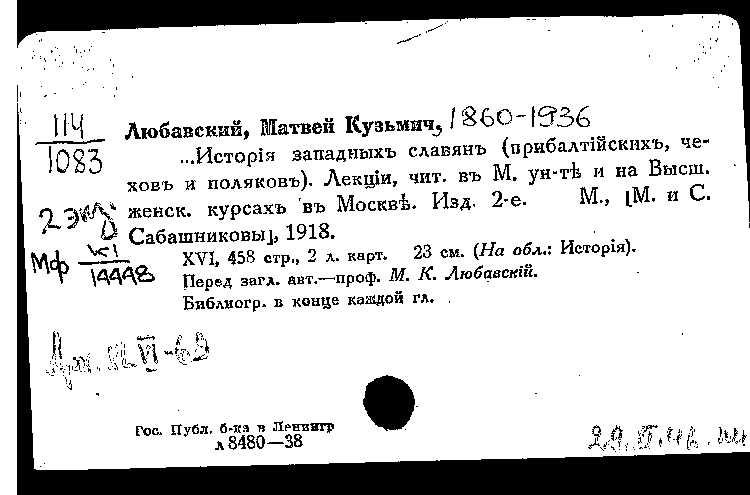 114
1083
2 экз
Мф К1
14448
Любавский, Матвей Кузьмич, 1860-1936
...Исторія западныхъ славянъ (прибалтійскихъ, че-
ховъ и поляковъ). Лекціи, чит. въ М. ун-тѣ и на Высш.
женск. курсахъ въ Москвѣ. Изд. 2-е. М., [М. и С.
Сабашниковы], 1918.
XVI, 458 стр., 2 л. карт. 23 см. (На обл.: Исторія).
Перед загл. авт.—проф. М. К. Любавскій.
Библиогр. в конце каждой гл.
Гос. Публ. б-ка в Ленингр
л 8480—38